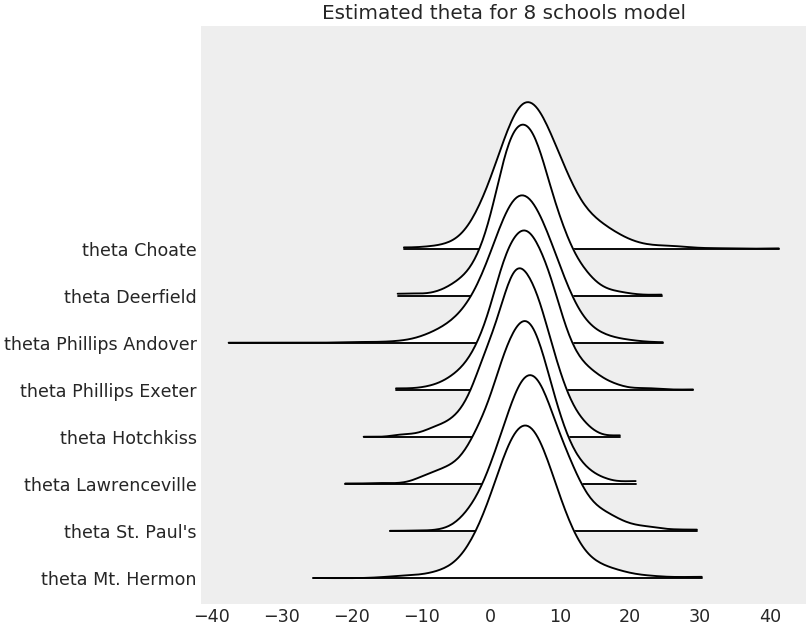 Estimated theta for 8 schools model
theta Choate
theta Deerfield
theta Phillips Andover
theta Phillips Exeter
theta Hotchkiss
theta Lawrenceville
theta St. Paul's
theta Mt. Hermon
−40 −30 −20 −10 0 10 20 30 40